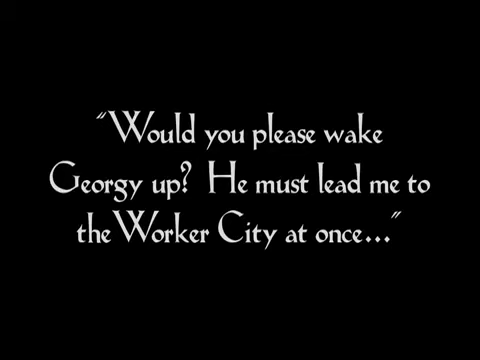 “Would you please wake
Georgy up? He must lead me to
the Worker City at once...”